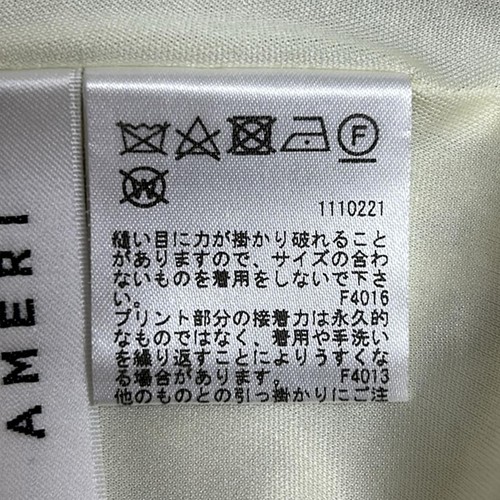 AMERI
F
W
1110221
縫い目に力が掛かり破れること
がありますので、サイズの合わ
ないものを着用をしないで下さ
い。 F4016
プリント部分の接着力は永久的
なものではなく、着用や手洗い
を繰り返すことによりうすくな
る場合があります。 F4013
他のものとの引っ掛かりにご注